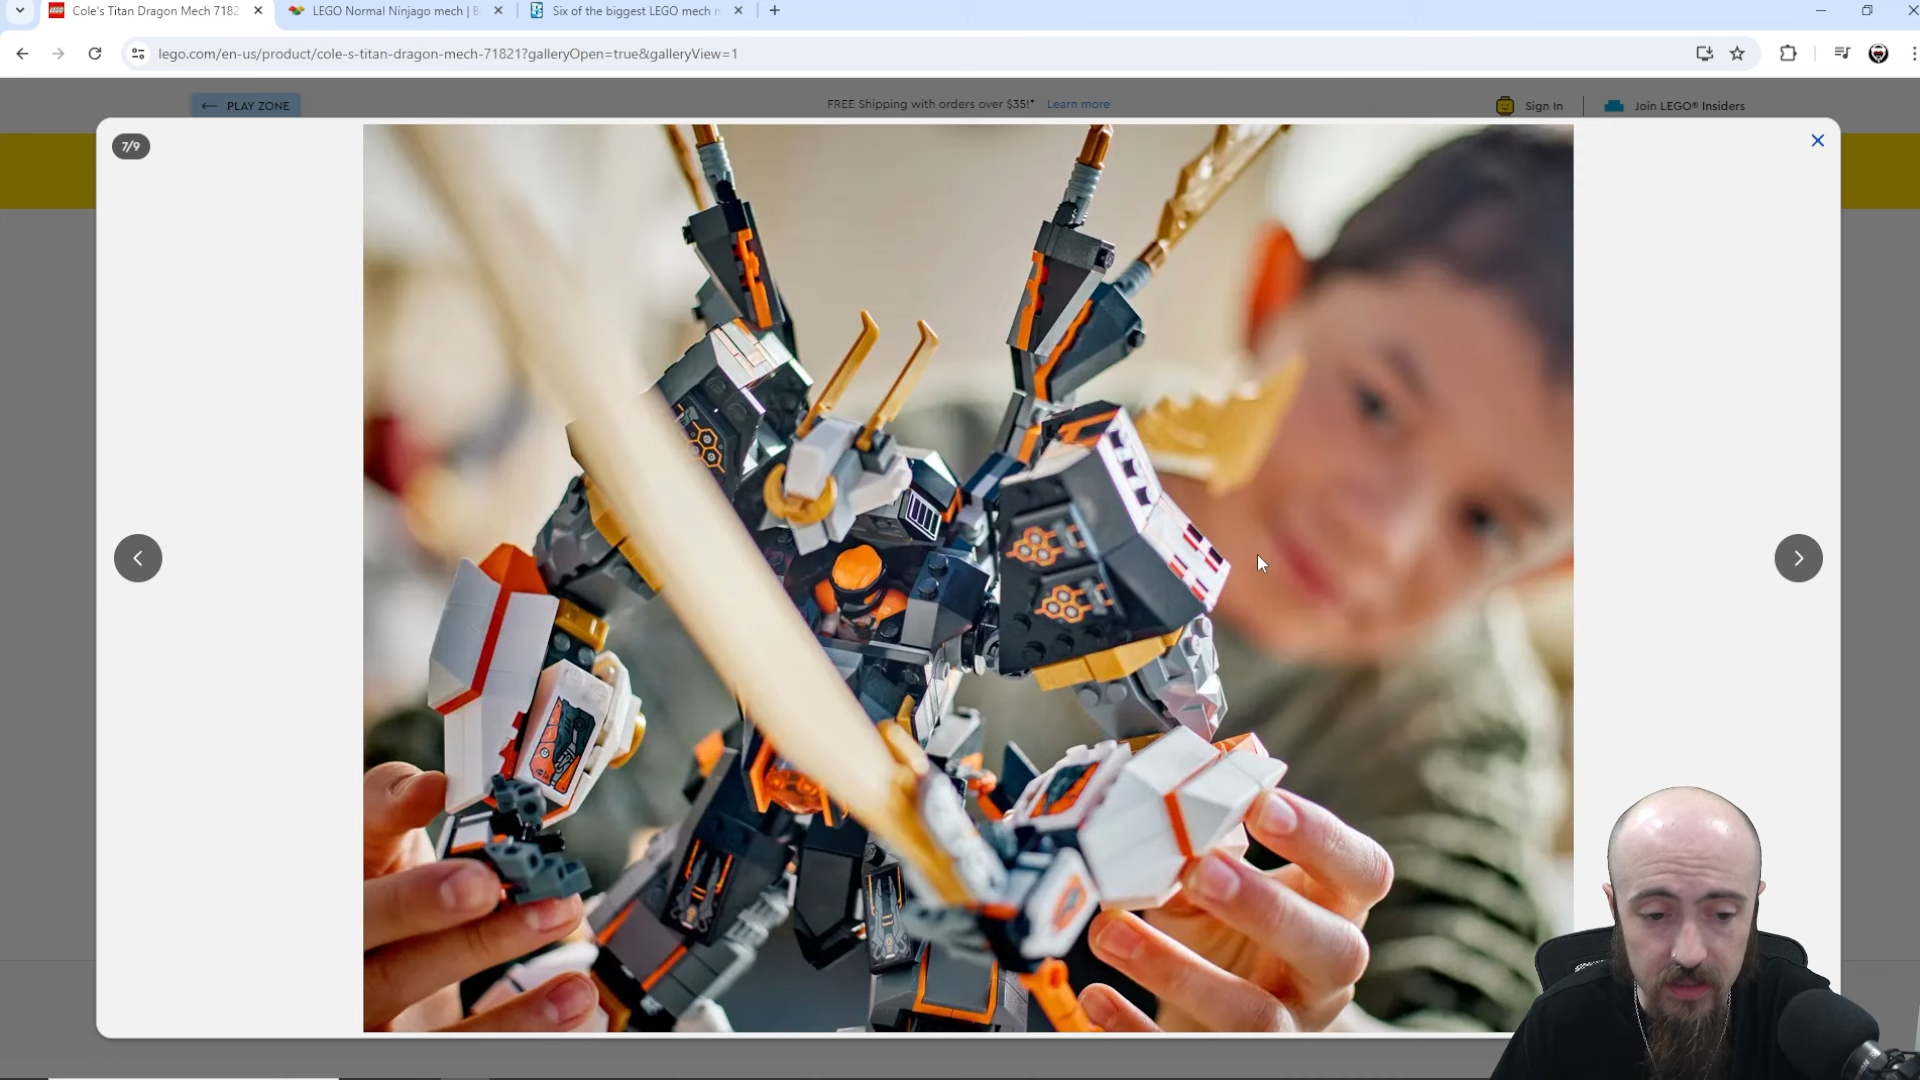 Cole's Titan Dragon Mech 7182
LEGO Normal Ninjago mech | B
Six of the biggest LEGO mech m
lego.com/en-us/product/cole-s-titan-dragon-mech-71821?galleryOpen=true&galleryView=1
← PLAY ZONE
FREE Shipping with orders over $35!* Learn more
Sign In
Join LEGO® Insiders
7/9